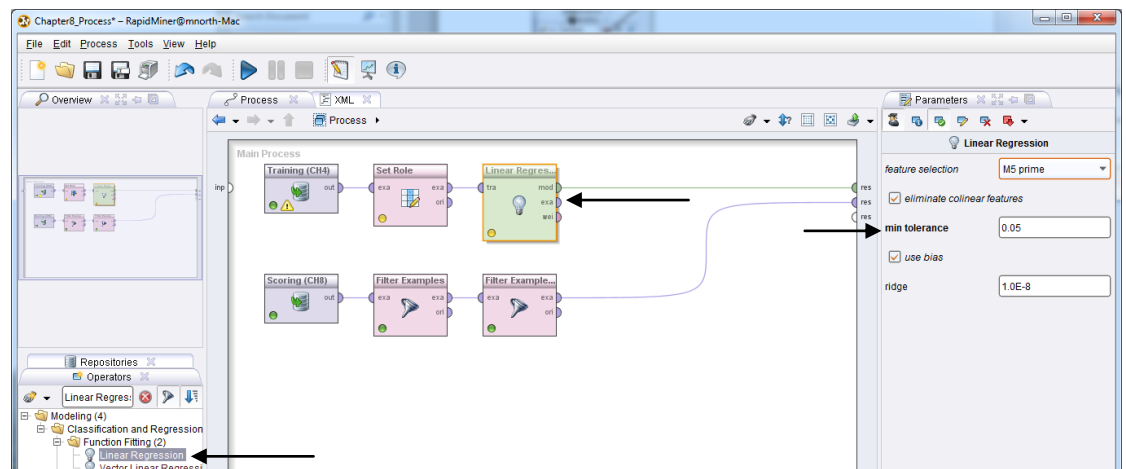 Chapter8_Process* – RapidMiner@mnorth-Mac
File Edit Process Tools View Help
Overview
Process
XML
Parameters
Process
Linear Regression
Main Process
Training (CH4)
out
Set Role
exa
exa
ori
Linear Regres...
tra
mod
exa
wei
inp
res
res
res
Scoring (CH8)
out
Filter Examples
exa
exa
ori
Filter Example...
exa
exa
ori
feature selection
M5 prime
eliminate colinear features
min tolerance
0.05
use bias
ridge
1.0E-8
Repositories
Operators
Linear Regres:
Modeling (4)
Classification and Regression
Function Fitting (2)
Linear Regression
Vector Linear Regressi